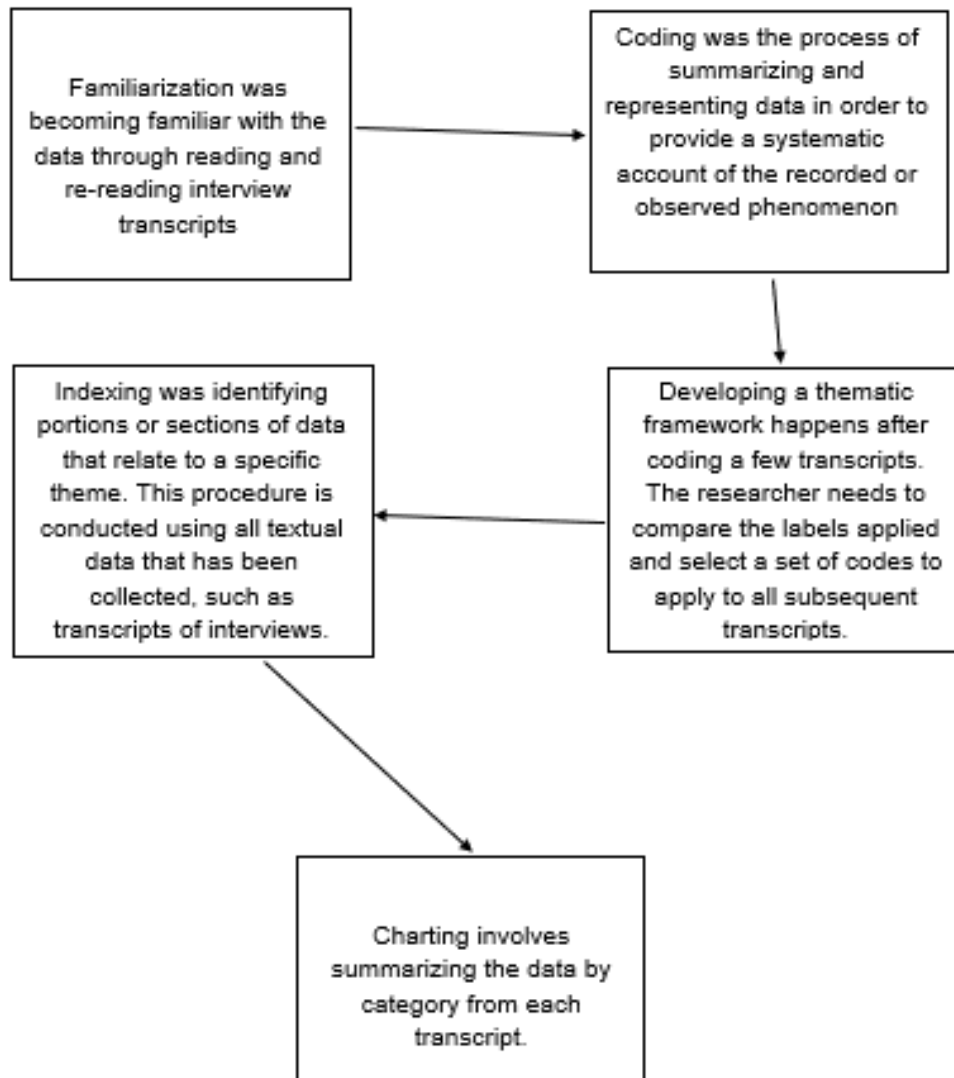 Familiarization was
becoming familiar with the
data through reading and
re-reading interview
transcripts
Coding was the process of
summarizing and
representing data in order to
provide a systematic
account of the recorded or
observed phenomenon
Developing a thematic
framework happens after
coding a few transcripts.
The researcher needs to
compare the labels applied
and select a set of codes to
apply to all subsequent
transcripts.
Indexing was identifying
portions or sections of data
that relate to a specific
theme. This procedure is
conducted using all textual
data that has been
collected, such as
transcripts of interviews.
Charting involves
summarizing the data by
category from each
transcript.